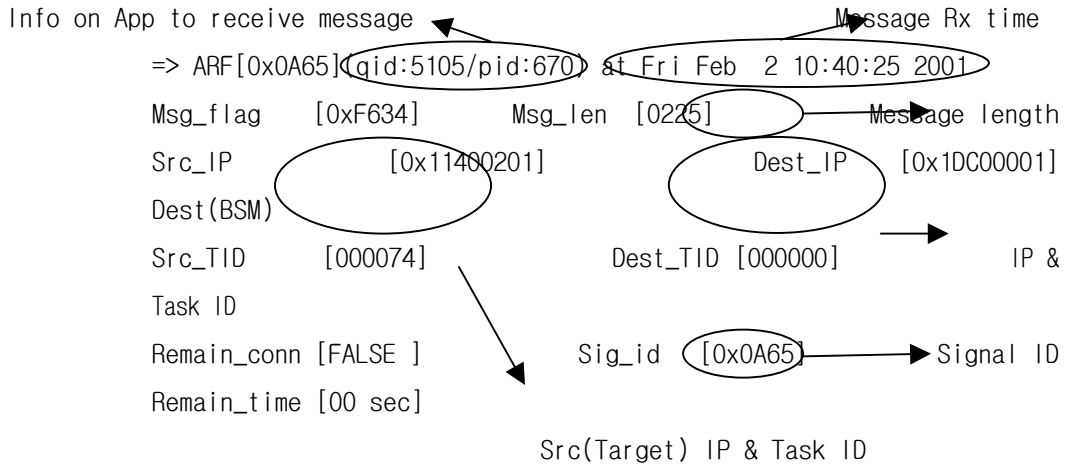 Info on App to receive message Message Rx time
=> ARF[0x0A65](qid:5105/pid:670) at Fri Feb 2 10:40:25 2001
Msg_flag [0xF634] Msg_len [0225] Message length
Src_IP [0x11400201] Dest_IP [0x1DC00001]
Dest(BSM)
Src_TID [000074] Dest_TID [000000] IP &
Task ID
Remain_conn [FALSE ] Sig_id [0x0A65] Signal ID
Remain_time [00 sec]
Src(Target) IP & Task ID